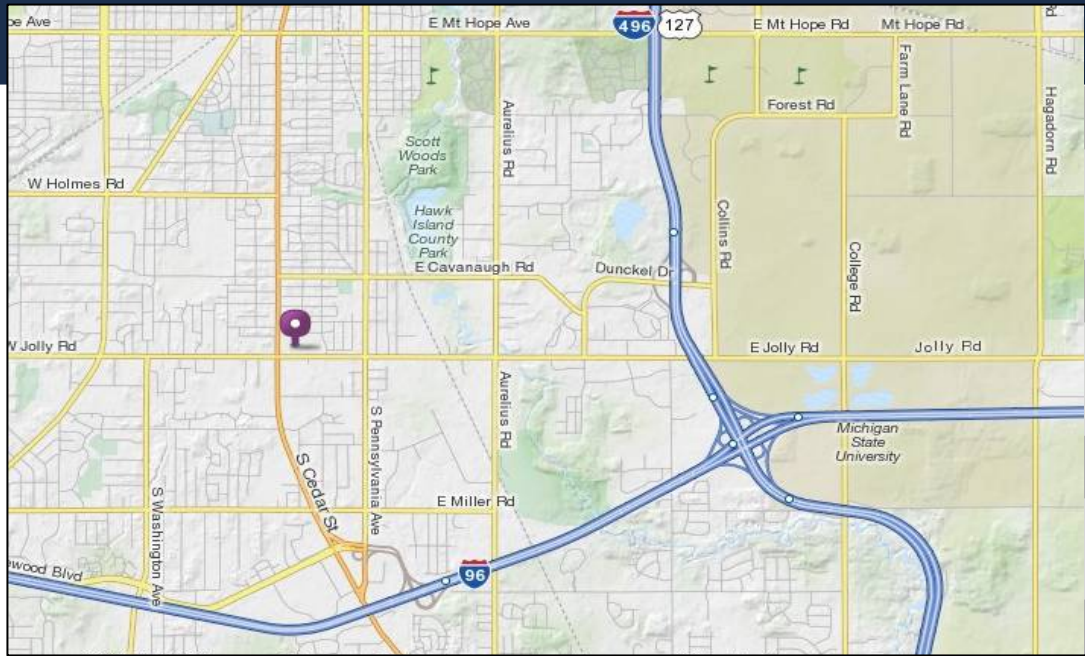 pe Ave
E Mt Hope Ave
496
127
E Mt Hope Rd
Mt Hope Rd
Rd
Farm Lane Rd
Forest Rd
Hagadorn Rd
Aurelius Rd
Scott
Woods
Park
W Holmes Rd
Hawk
Island
County
Park
Collins Rd
College Rd
E Cavanaugh Rd
Dunckel Dr
W Jolly Rd
E Jolly Rd
Jolly Rd
Aurelius Rd
S Pennsylvania Ave
Michigan
State
University
S Cedar St
S Washington Ave
E Miller Rd
ewood Blvd
96